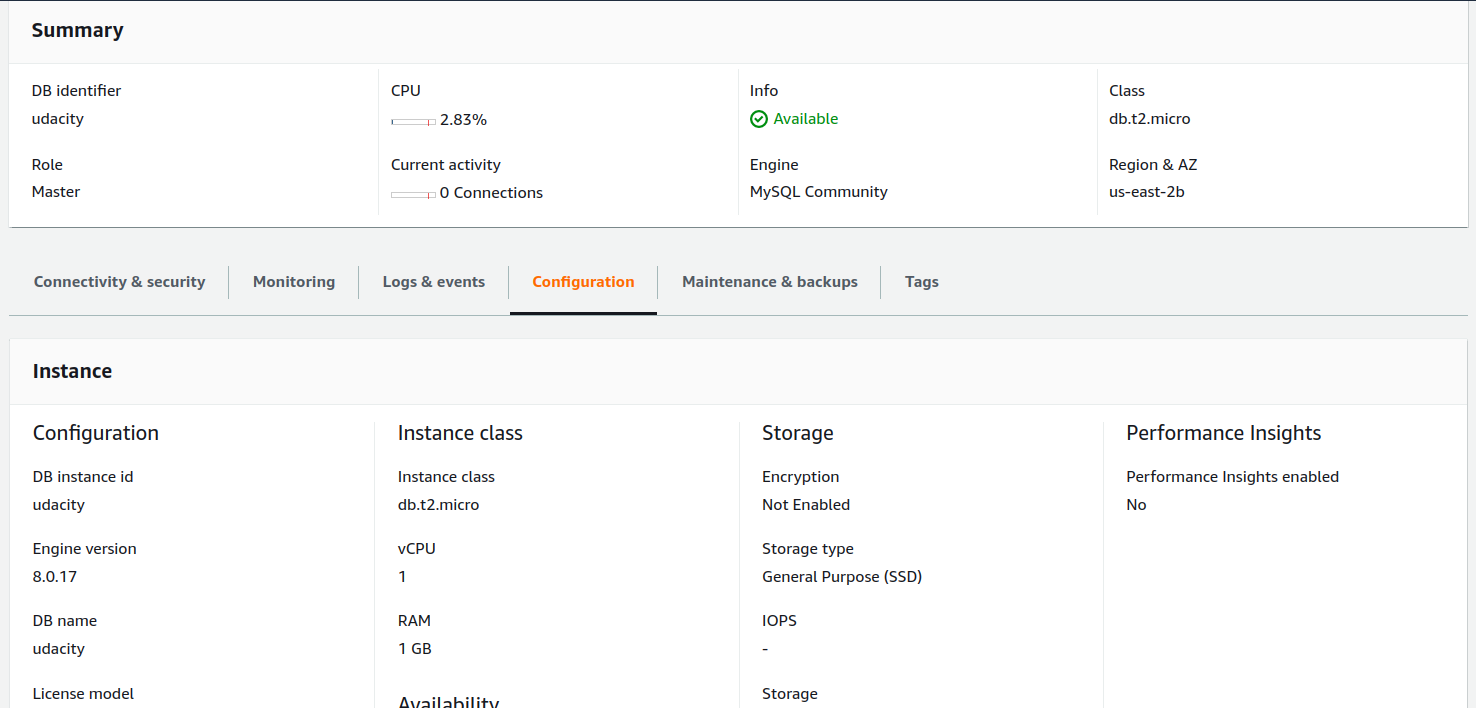 Summary
DB identifier
udacity
CPU
2.83%
Info
Available
Class
db.t2.micro
Role
Master
Current activity
0 Connections
Engine
MySQL Community
Region & AZ
us-east-2b
Connectivity & security
Monitoring
Logs & events
Configuration
Maintenance & backups
Tags
Instance
Configuration
DB instance id
udacity
Engine version
8.0.17
DB name
udacity
License model
Instance class
Instance class
db.t2.micro
vCPU
1
RAM
1 GB
Availability
Storage
Encryption
Not Enabled
Storage type
General Purpose (SSD)
IOPS
-
Storage
Performance Insights
Performance Insights enabled
No